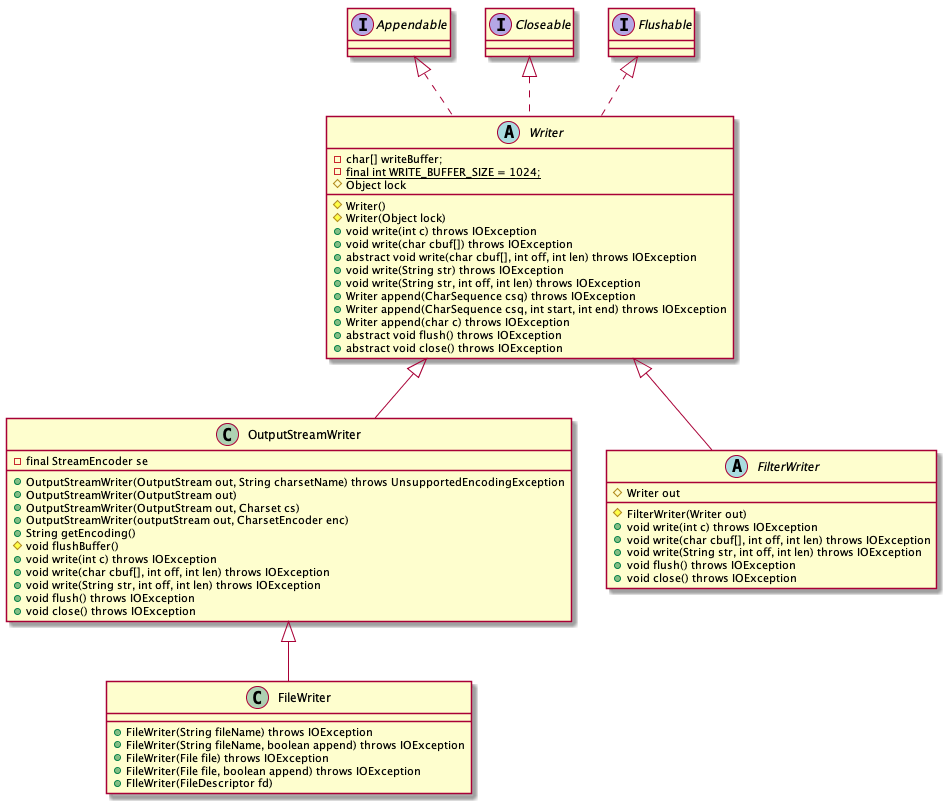 I Appendable
I Closeable
I Flushable
A Writer
char[] writeBuffer;
final int WRITE_BUFFER_SIZE = 1024;
Object lock
Writer()
Writer(Object lock)
void write(int c) throws IOException
void write(char cbuf[]) throws IOException
abstract void write(char cbuf[], int off, int len) throws IOException
void write(String str) throws IOException
void write(String str, int off, int len) throws IOException
Writer append(CharSequence csq) throws IOException
Writer append(CharSequence csq, int start, int end) throws IOException
Writer append(char c) throws IOException
abstract void flush() throws IOException
abstract void close() throws IOException
C OutputStreamWriter
final StreamEncoder se
OutputStreamWriter(OutputStream out, String charsetName) throws UnsupportedEncodingException
OutputStreamWriter(OutputStream out)
OutputStreamWriter(OutputStream out, Charset cs)
OutputStreamWriter(outputStream out, CharsetEncoder enc)
String getEncoding()
void flushBuffer()
void write(int c) throws IOException
void write(char cbuf[], int off, int len) throws IOException
void write(String str, int off, int len) throws IOException
void flush() throws IOException
void close() throws IOException
A FilterWriter
Writer out
FilterWriter(Writer out)
void write(int c) throws IOException
void write(char cbuf[], int off, int len) throws IOException
void write(String str, int off, int len) throws IOException
void flush() throws IOException
void close() throws IOException
C FileWriter
FileWriter(String fileName) throws IOException
FileWriter(String fileName, boolean append) throws IOException
FileWriter(File file) throws IOException
FileWriter(File file, boolean append) throws IOException
FIleWriter(FileDescriptor fd)